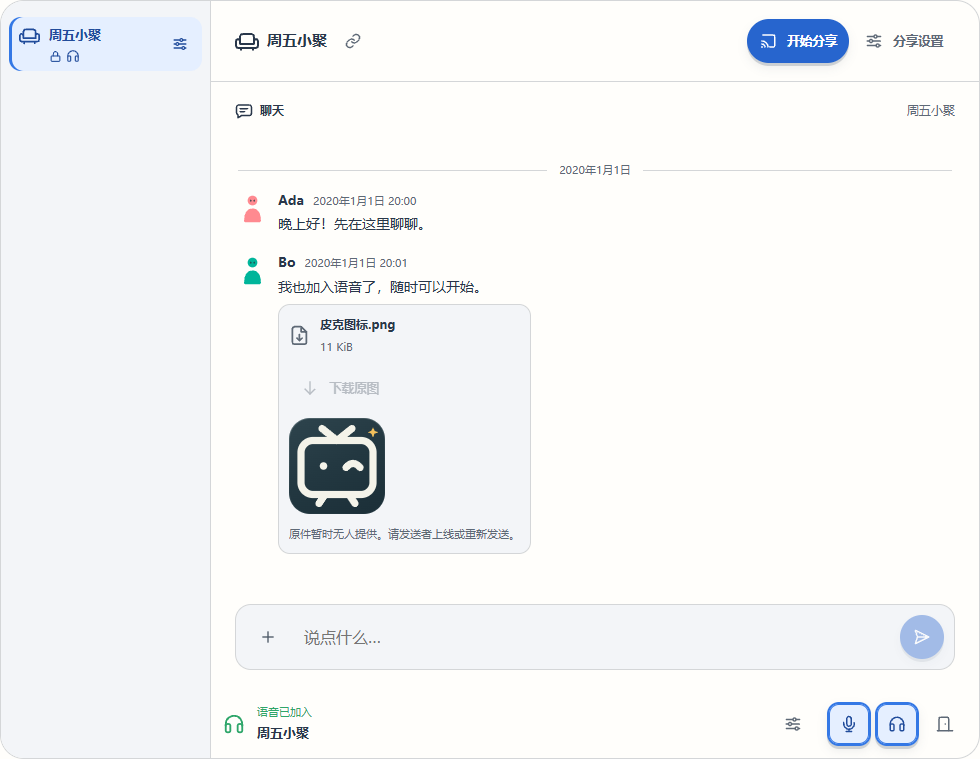 周五小聚
周五小聚
开始分享
分享设置
聊天
周五小聚
2020年1月1日
Ada 2020年1月1日 20:00
晚上好！先在这里聊聊。
Bo 2020年1月1日 20:01
我也加入语音了，随时可以开始。
皮克图标.png
11 KiB
下载原图
原件暂时无人提供。请发送者上线或重新发送。
说点什么...
语音已加入
周五小聚